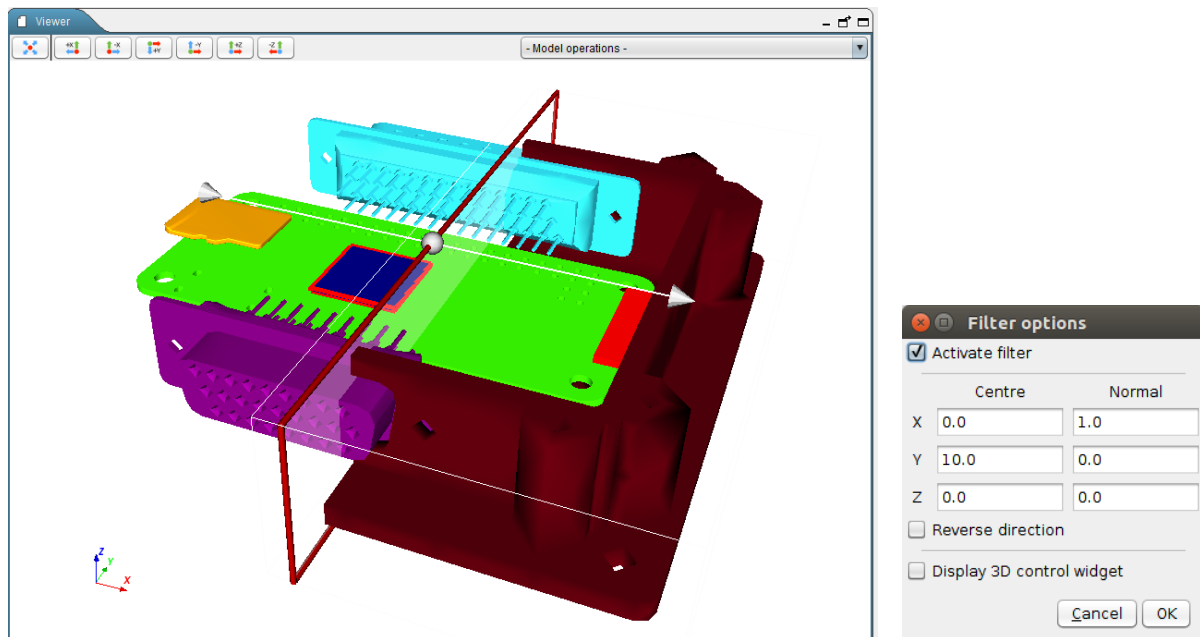 Viewer
+X
-X
+Y
-Y
+Z
-Z
- Model operations -
Z
Y
X
Filter options
Activate filter
Centre Normal
X 0.0 1.0
Y 10.0 0.0
Z 0.0 0.0
Reverse direction
Display 3D control widget
Cancel OK